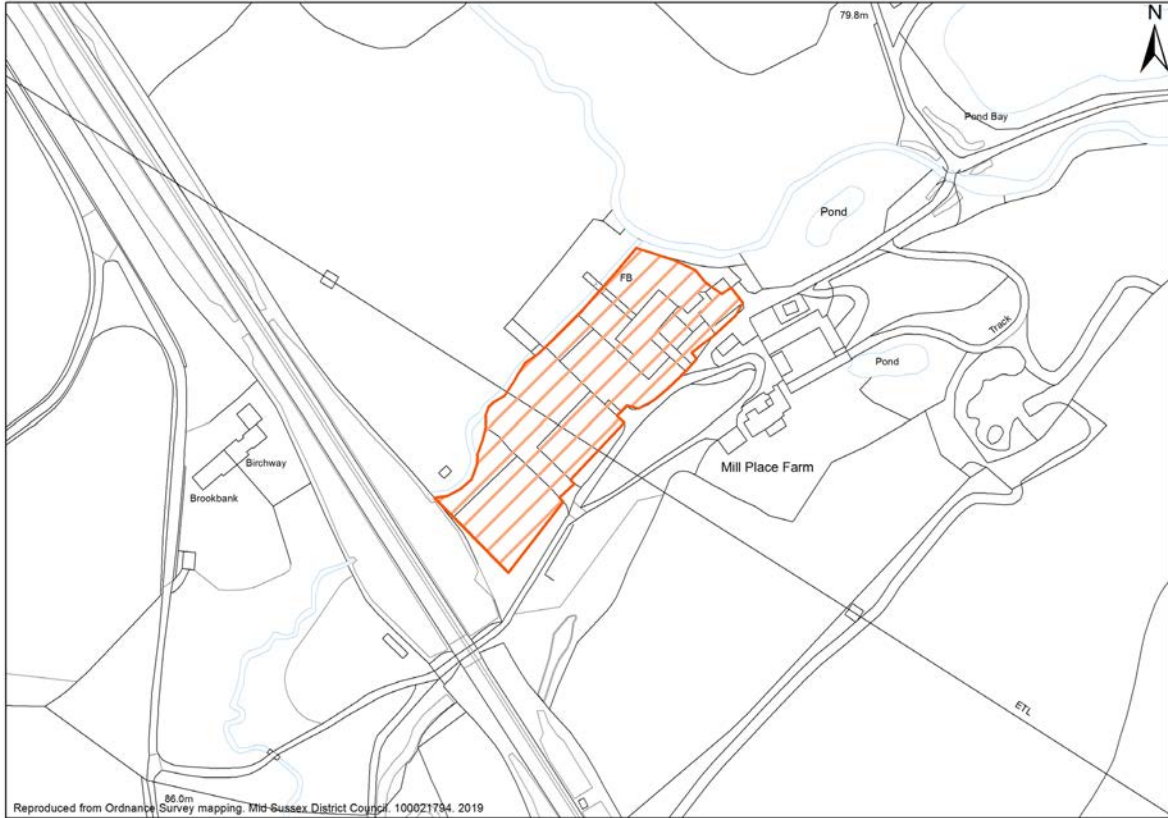 79.8m
N
Pond Bay
Pond
FB
Track
Pond
Mill Place Farm
Birchway
Brookbank
ETL
86.0m
Reproduced from Ordnance Survey mapping. Mid Sussex District Council. 100021794. 2019